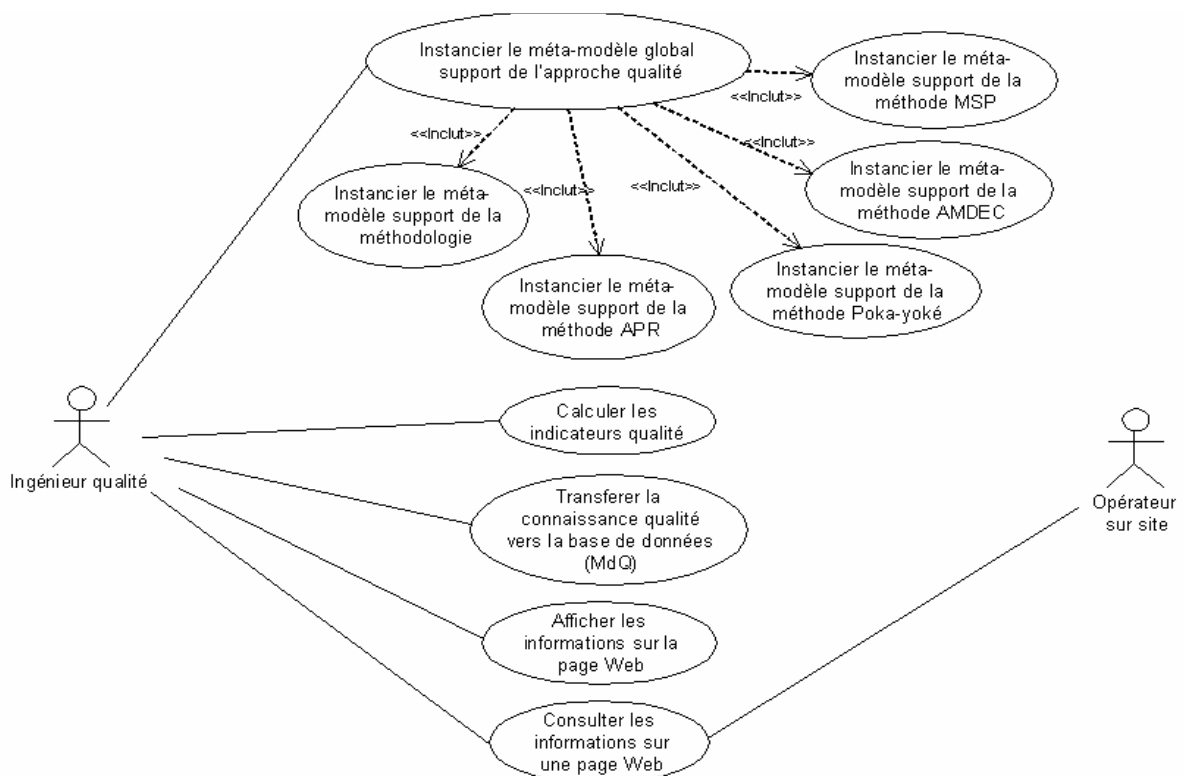 Instancier le méta-modèle global
support de l'approche qualité
Instancier le méta-
modèle support de la
méthode MSP
<<Inclut>>
<<Inclut>>
<<Inclut>>
<<Inclut>>
<<Inclut>>
Instancier le méta-
modèle support de la
méthode AMDEC
Instancier le méta-
modèle support de la
méthodologie
Instancier le méta-
modèle support de la
méthode Poka-yoké
Instancier le méta-
modèle support de la
méthode APR
Calculer les
indicateurs qualité
Ingénieur qualité
Transférer la
connaissance qualité
vers la base de données
(MdQ)
Opérateur
sur site
Afficher les
informations sur la
page Web
Consulter les
informations sur
une page Web